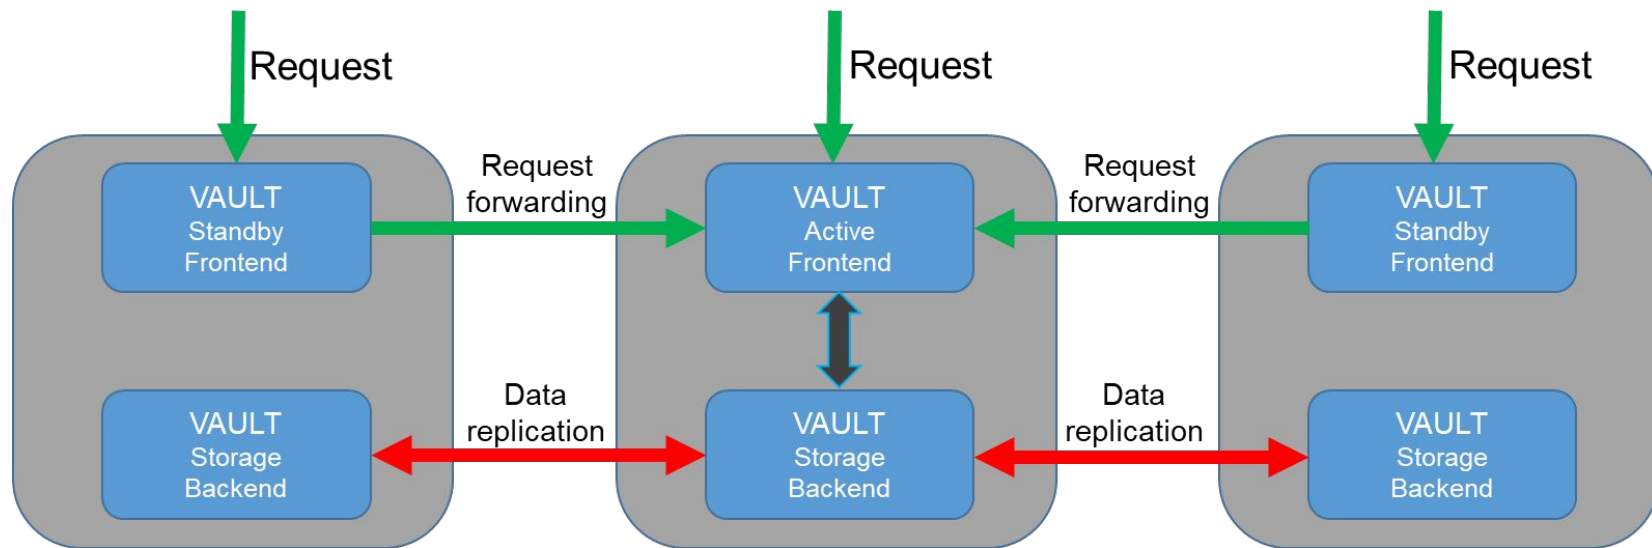 Request
Request
Request
Request
forwarding
Request
forwarding
VAULT
Standby
Frontend
VAULT
Active
Frontend
VAULT
Standby
Frontend
Data
replication
Data
replication
VAULT
Storage
Backend
VAULT
Storage
Backend
VAULT
Storage
Backend